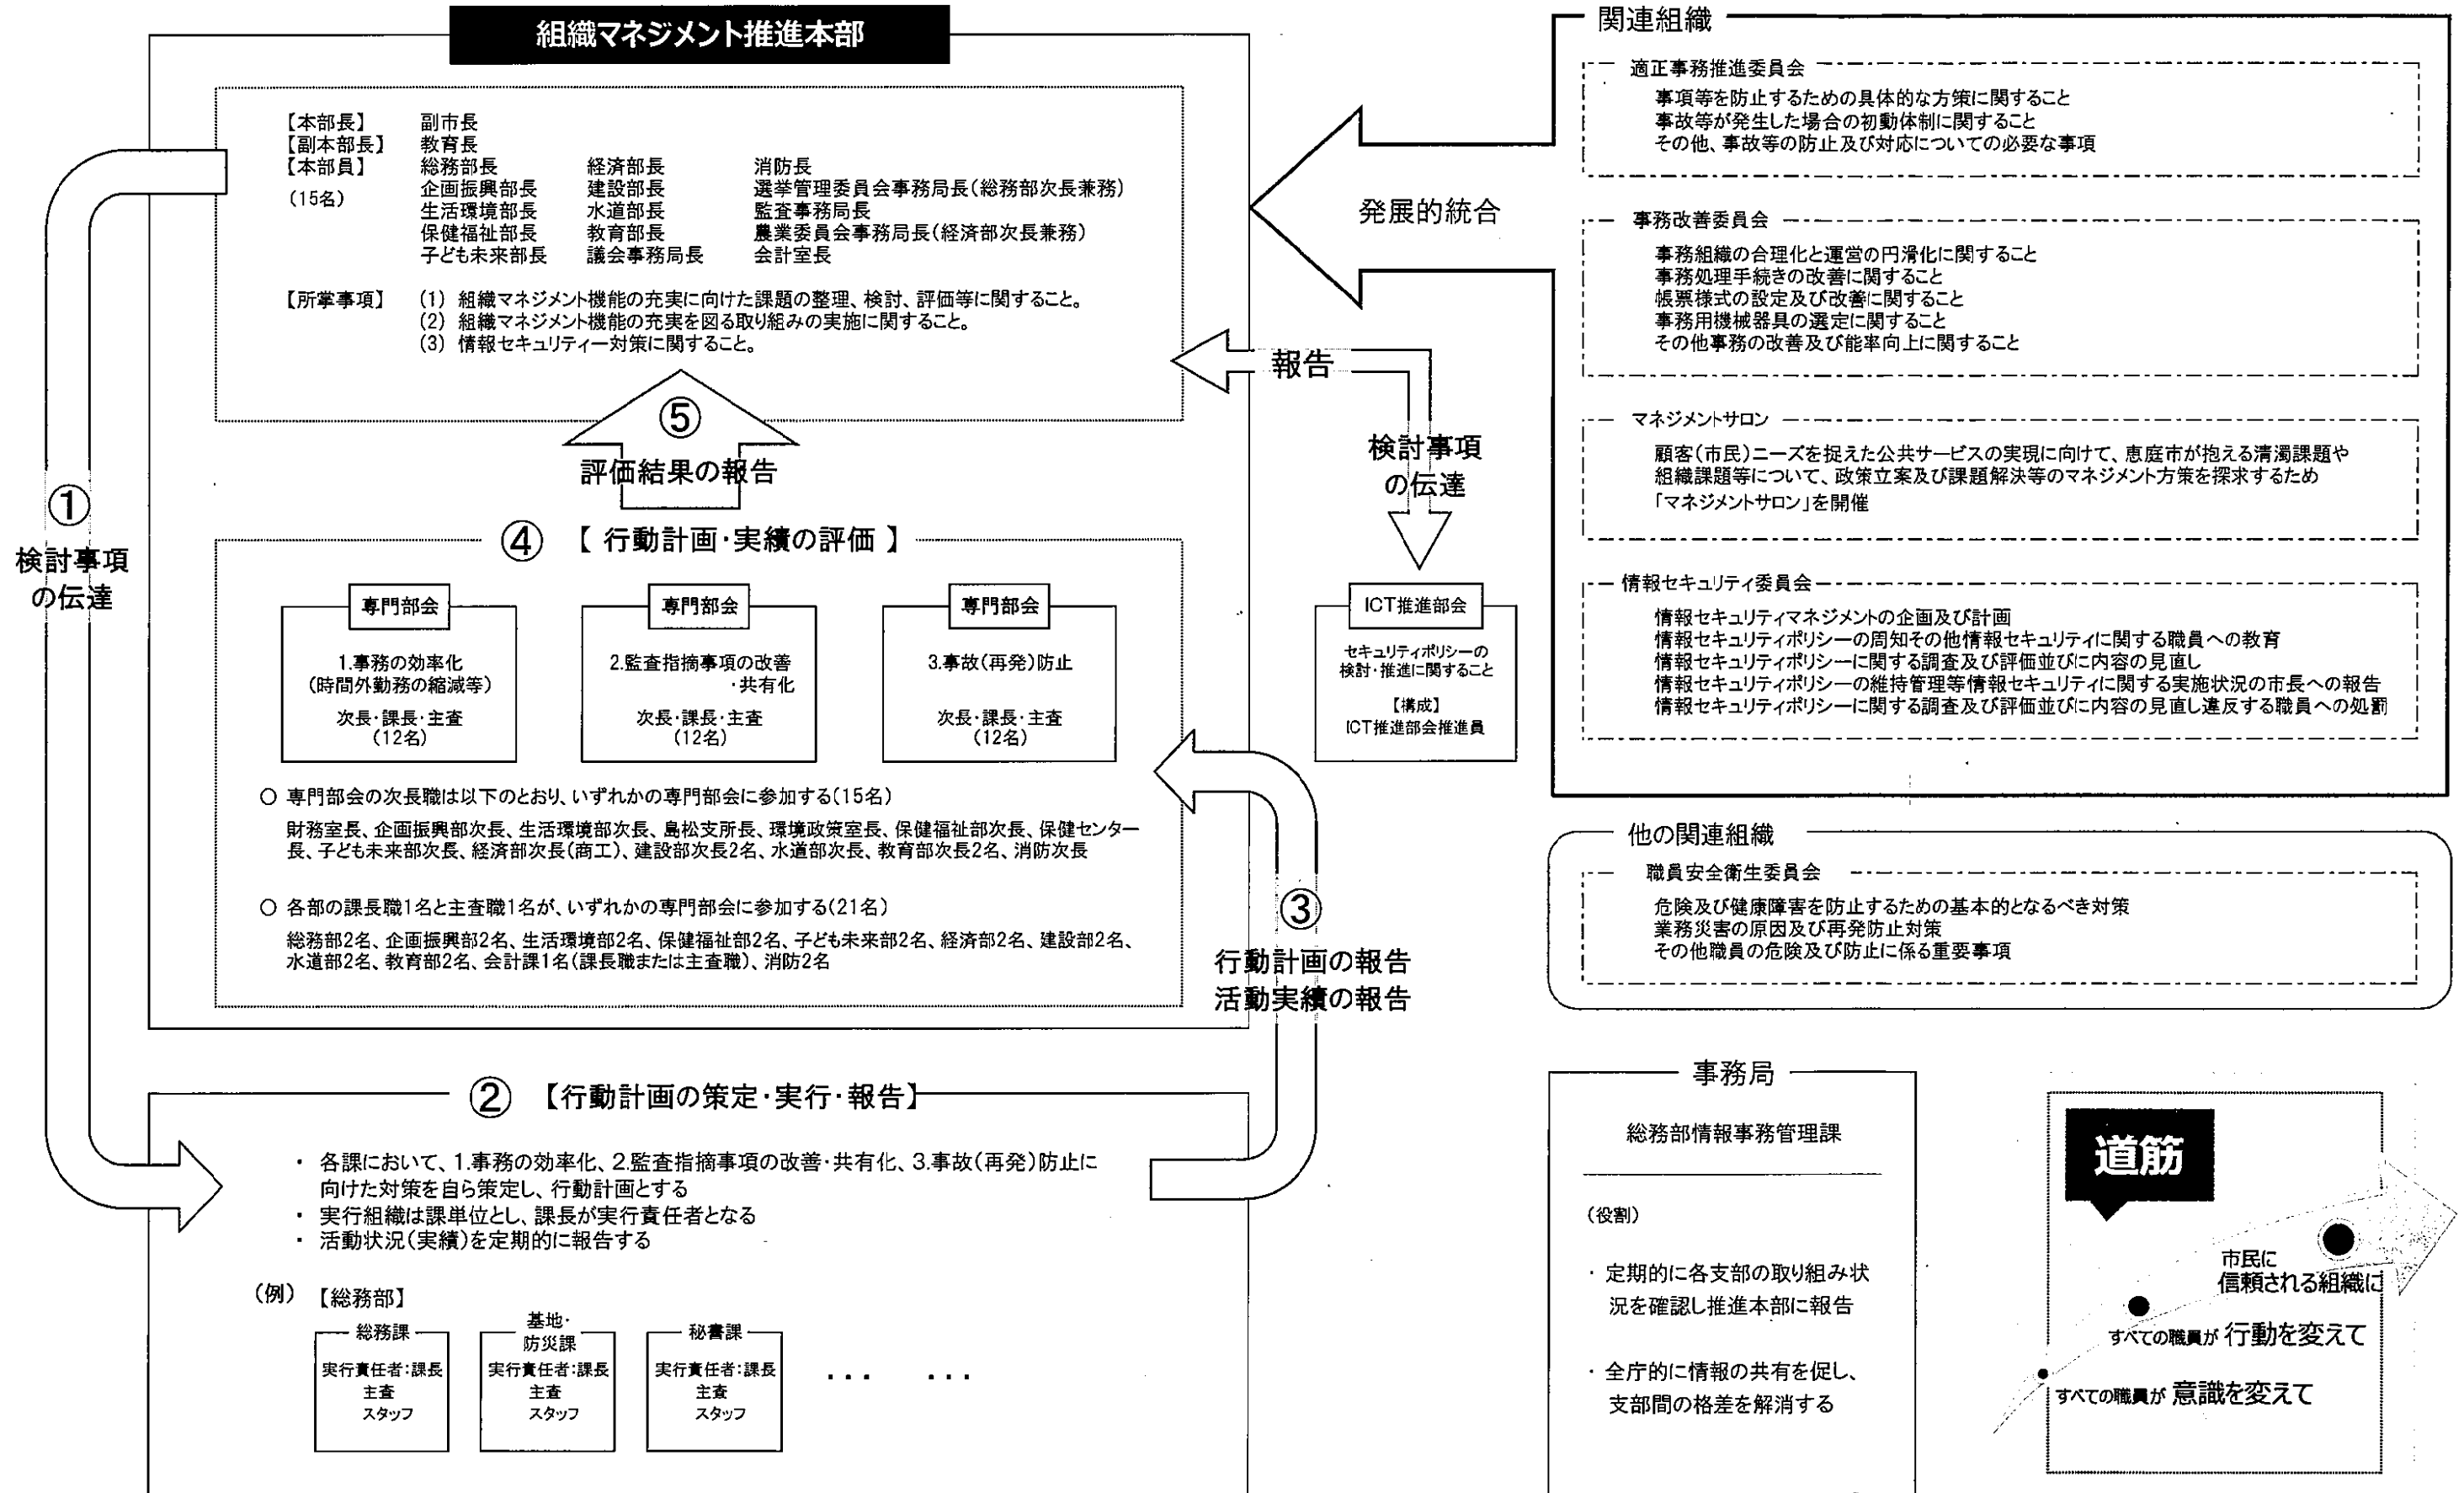 組織マネジメント推進本部
【本部長】 副市長
【副本部長】 教育長
【本部員】 総務部長 経済部長 消防長
(15名) 企画振興部長 建設部長 選挙管理委員会事務局長(総務部次長兼務)
生活環境部長 水道部長 監査事務局長
保健福祉部長 教育部長 農業委員会事務局長(経済部次長兼務)
子ども未来部長 議会事務局長 会計室長
【所掌事項】 (1) 組織マネジメント機能の充実に向けた課題の整理、検討、評価等に関すること。
(2) 組織マネジメント機能の充実を図る取り組みの実施に関すること。
(3) 情報セキュリティー対策に関すること。
⑤
評価結果の報告
①
検討事項
の伝達
④ 【 行動計画・実績の評価 】
専門部会
1.事務の効率化
(時間外勤務の縮減等)
次長・課長・主査
(12名)
専門部会
2.監査指摘事項の改善
・共有化
次長・課長・主査
(12名)
専門部会
3.事故(再発)防止
次長・課長・主査
(12名)
○ 専門部会の次長職は以下のとおり、いずれかの専門部会に参加する(15名)
財務室長、企画振興部次長、生活環境部次長、島松支所長、環境政策室長、保健福祉部次長、保健センター
長、子ども未来部次長、経済部次長(商工)、建設部次長2名、水道部次長、教育部次長2名、消防次長
○ 各部の課長職1名と主査職1名が、いずれかの専門部会に参加する(21名)
総務部2名、企画振興部2名、生活環境部2名、保健福祉部2名、子ども未来部2名、経済部2名、建設部2名、
水道部2名、教育部2名、会計課1名(課長職または主査職)、消防2名
③
行動計画の報告
活動実績の報告
② 【行動計画の策定・実行・報告】
・ 各課において、1.事務の効率化、2.監査指摘事項の改善・共有化、3.事故(再発)防止に
向けた対策を自ら策定し、行動計画とする
・ 実行組織は課単位とし、課長が実行責任者となる
・ 活動状況(実績)を定期的に報告する
(例) 【総務部】
総務課
実行責任者:課長
主査
スタッフ
基地・
防災課
実行責任者:課長
主査
スタッフ
秘書課
実行責任者:課長
主査
スタッフ
・・・ ・・・
発展的統合
報告
検討事項
の伝達
ICT推進部会
セキュリティポリシーの
検討・推進に関すること
【構成】
ICT推進部会推進員
関連組織
適正事務推進委員会
事項等を防止するための具体的な方策に関すること
事故等が発生した場合の初動体制に関すること
その他、事故等の防止及び対応についての必要な事項
事務改善委員会
事務組織の合理化と運営の円滑化に関すること
事務処理手続きの改善に関すること
帳票様式の設定及び改善に関すること
事務用機械器具の選定に関すること
その他事務の改善及び能率向上に関すること
マネジメントサロン
顧客(市民)ニーズを捉えた公共サービスの実現に向けて、恵庭市が抱える清濁課題や
組織課題等について、政策立案及び課題解決等のマネジメント方策を探求するため
「マネジメントサロン」を開催
情報セキュリティ委員会
情報セキュリティマネジメントの企画及び計画
情報セキュリティポリシーの周知その他情報セキュリティに関する職員への教育
情報セキュリティポリシーに関する調査及び評価並びに内容の見直し
情報セキュリティポリシーの維持管理等情報セキュリティに関する実施状況の市長への報告
情報セキュリティポリシーに関する調査及び評価並びに内容の見直し違反する職員への処罰
他の関連組織
職員安全衛生委員会
危険及び健康障害を防止するための基本的となるべき対策
業務災害の原因及び再発防止対策
その他職員の危険及び防止に係る重要事項
事務局
総務部情報事務管理課
(役割)
・ 定期的に各支部の取り組み状
況を確認し推進本部に報告
・ 全庁的に情報の共有を促し、
支部間の格差を解消する
道筋
市民に
信頼される組織に
すべての職員が 行動を変えて
すべての職員が 意識を変えて